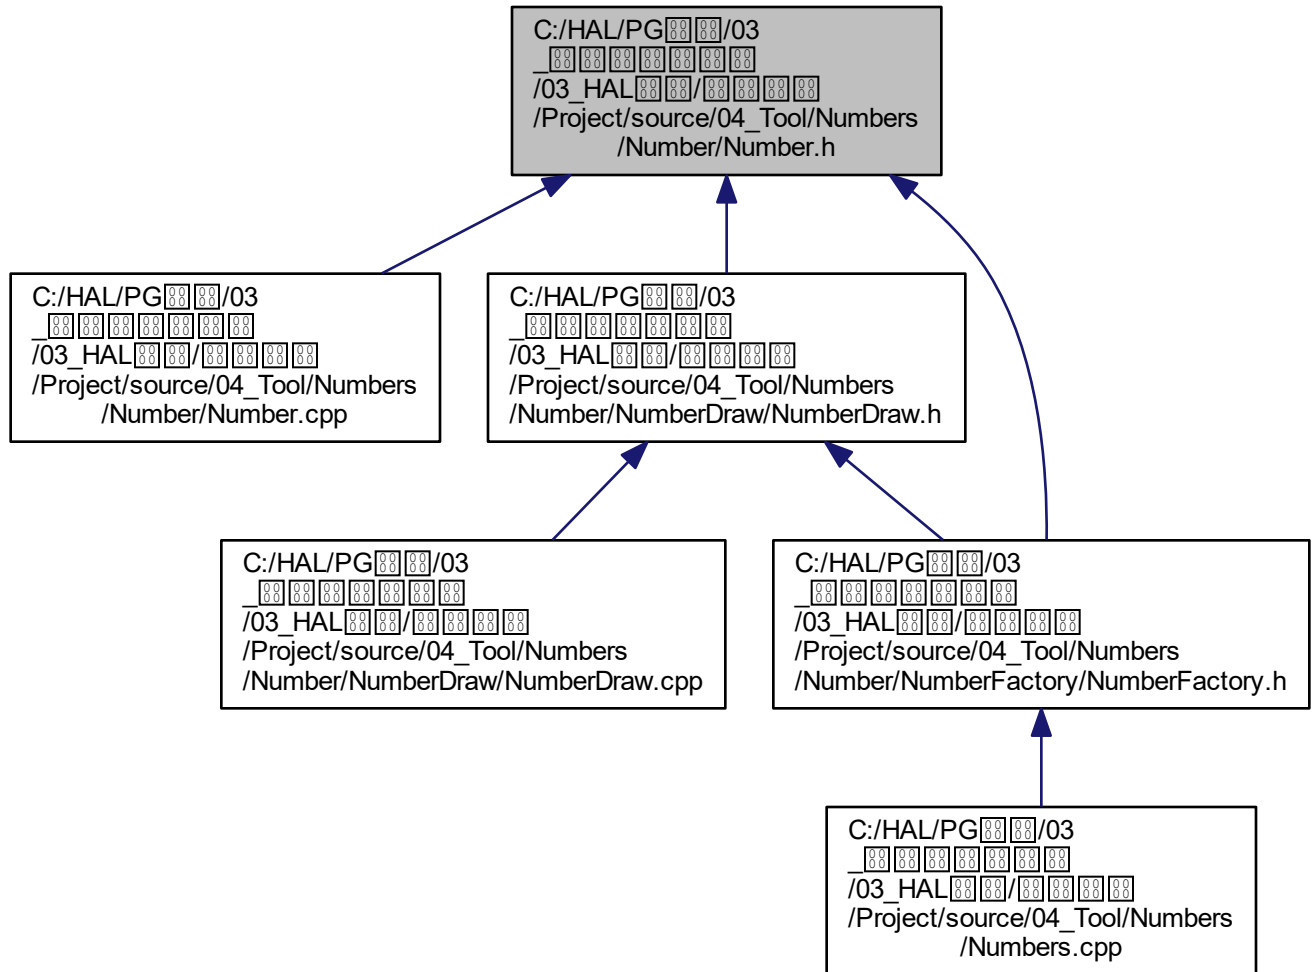 C:/HAL/PG/03
_
/03_HAL/
/Project/source/04_Tool/Numbers
/Number/Number.h
C:/HAL/PG/03
_
/03_HAL/
/Project/source/04_Tool/Numbers
/Number/Number.cpp
C:/HAL/PG/03
_
/03_HAL/
/Project/source/04_Tool/Numbers
/Number/NumberDraw/NumberDraw.h
C:/HAL/PG/03
_
/03_HAL/
/Project/source/04_Tool/Numbers
/Number/NumberDraw/NumberDraw.cpp
C:/HAL/PG/03
_
/03_HAL/
/Project/source/04_Tool/Numbers
/Number/NumberFactory/NumberFactory.h
C:/HAL/PG/03
_
/03_HAL/
/Project/source/04_Tool/Numbers
/Numbers.cpp